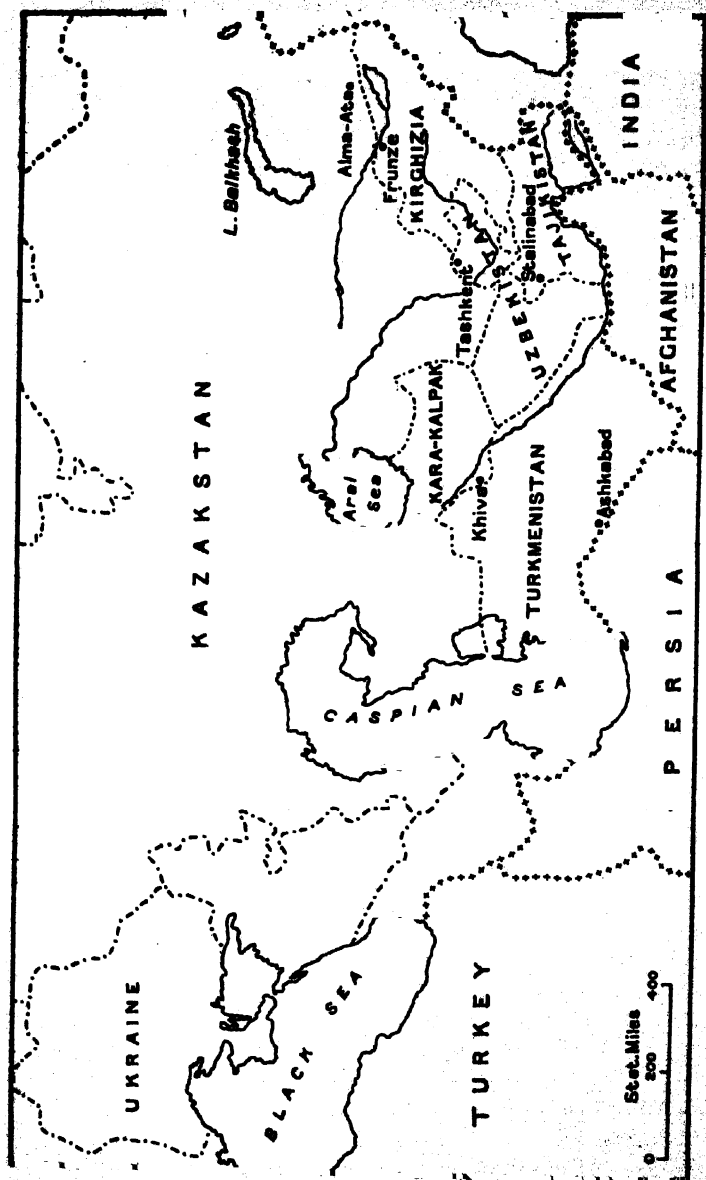 KAZAKSTAN
UKRAINE
L. Balkhash
Alma-Ata
Frunze
KIRGHIZIA
Aral
Sea
KARA-KALPAK
Tashkent
UZBEKISTAN
Stalinabad
TAJIKISTAN
INDIA
CASPIAN SEA
Khiva
TURKMENISTAN
Ashkabad
AFGHANISTAN
BLACK SEA
TURKEY
PERSIA
Stat.Miles
0 200 400